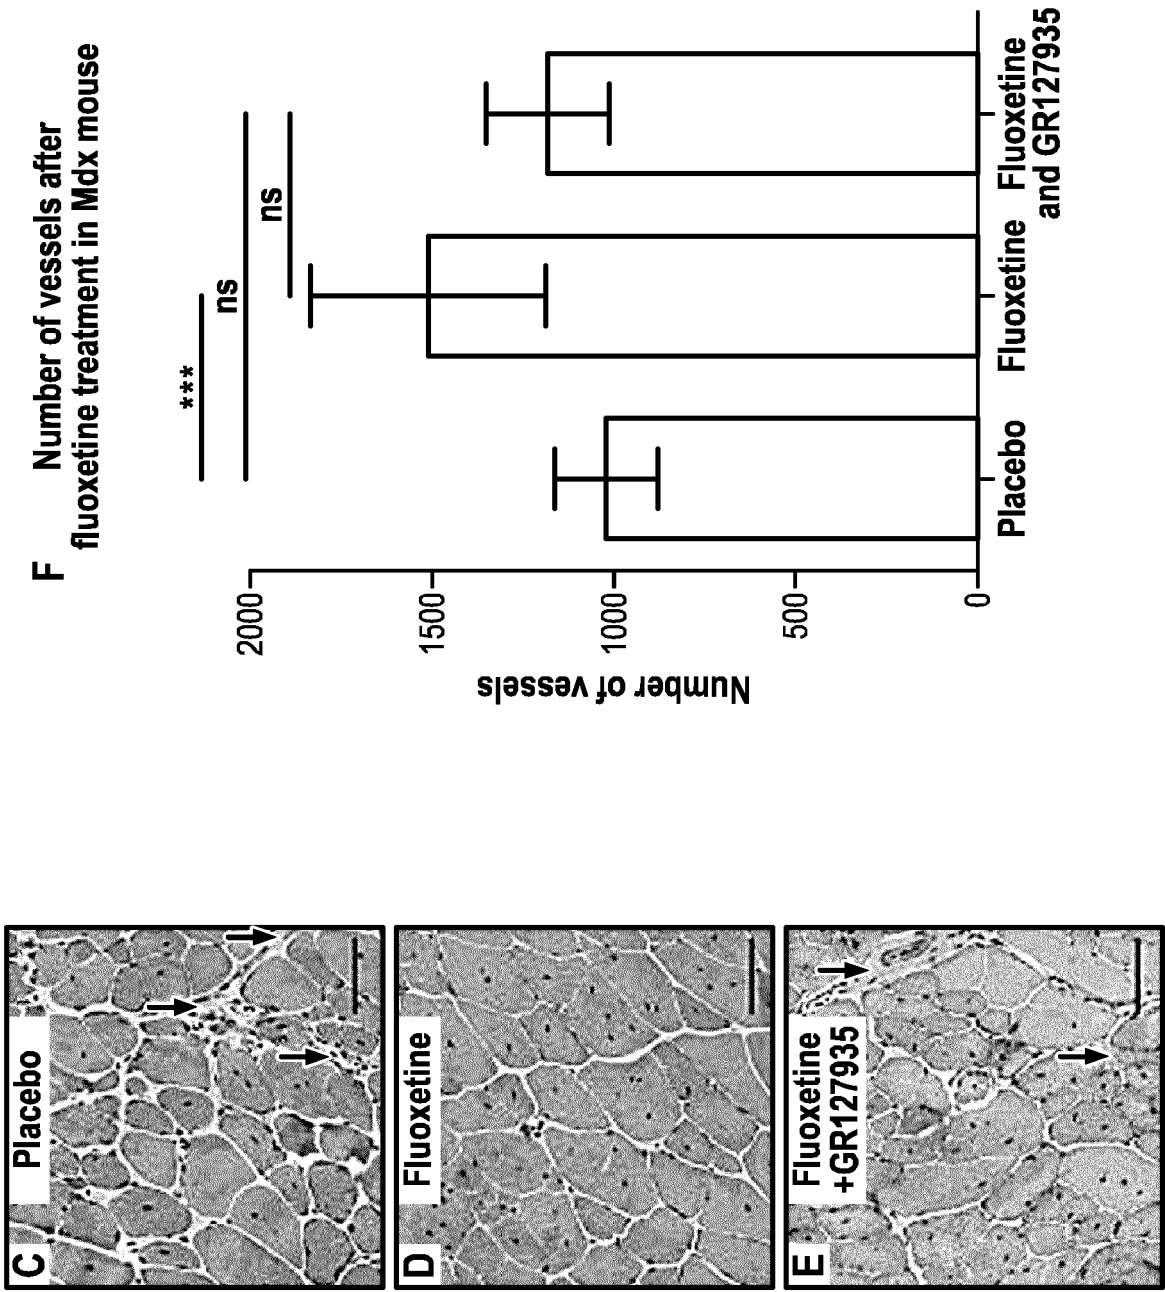 C
Placebo
D
Fluoxetine
E
Fluoxetine
+GR127935
F
Number of vessels after
fluoxetine treatment in Mdx mouse
***
ns
ns
Number of vessels
2000
1500
1000
500
0
Placebo
Fluoxetine
Fluoxetine
and GR127935